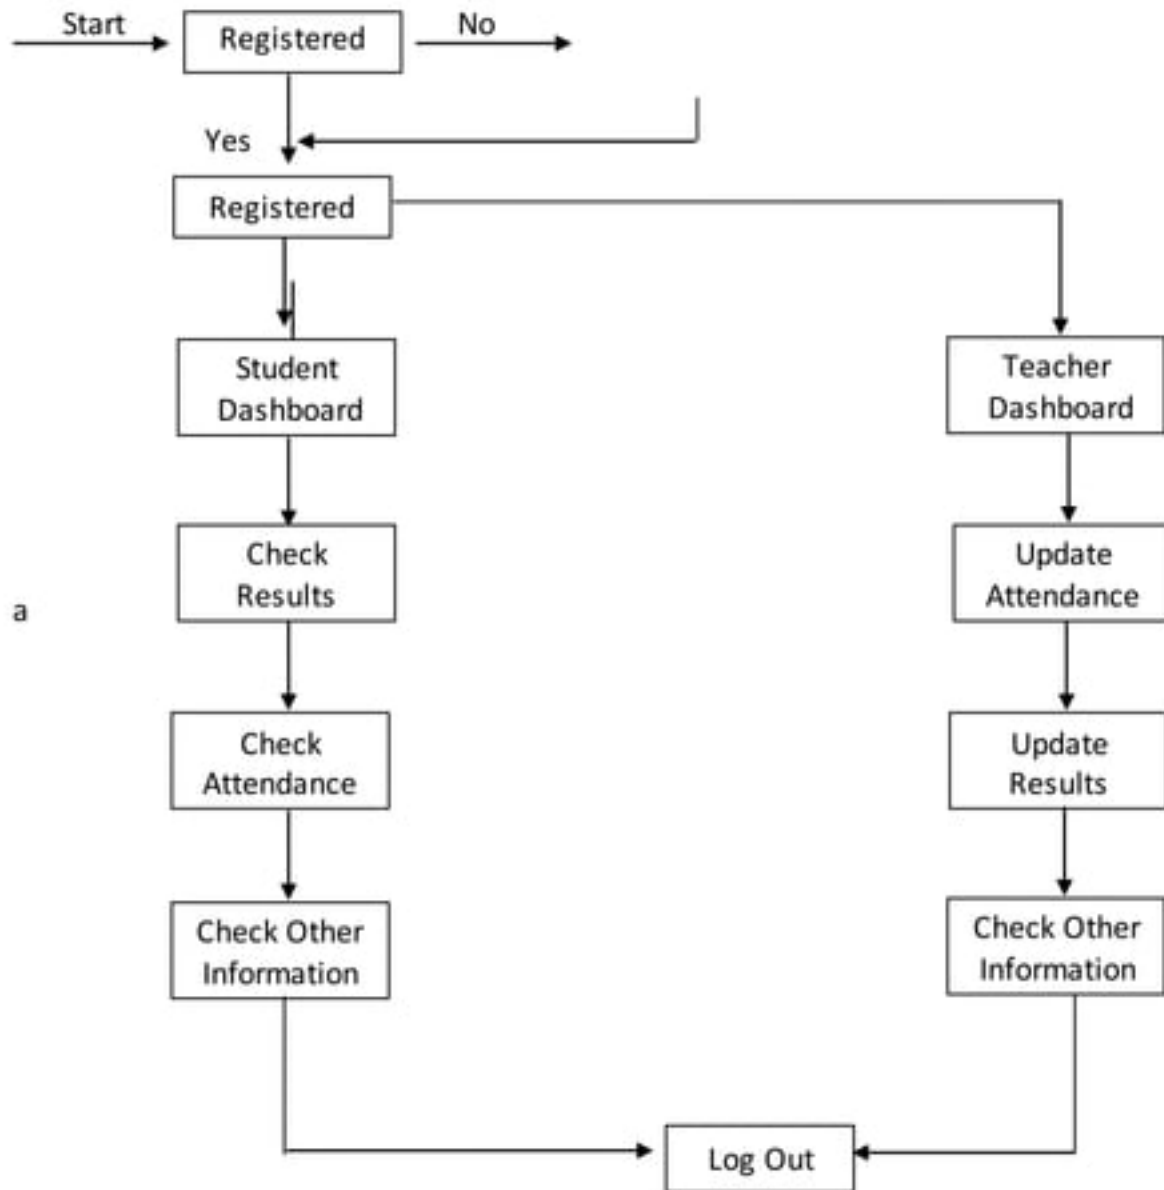 Start
Registered
No
Yes
Registered
Student
Dashboard
Teacher
Dashboard
Check
Results
Update
Attendance
a
Check
Attendance
Update
Results
Check Other
Information
Check Other
Information
Log Out